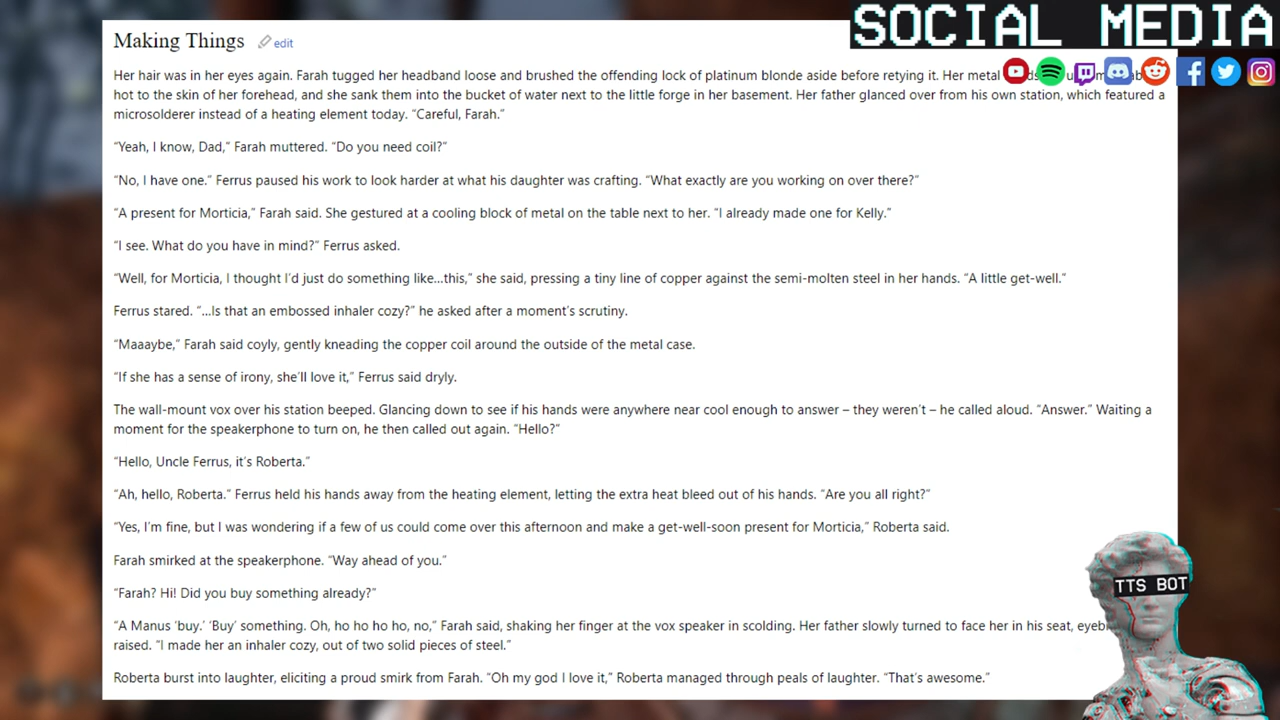 SOCIAL MEDIA
Making Things edit
Her hair was in her eyes again. Farah tugged her headband loose and brushed the offending lock of platinum blonde aside before retying it. Her metal
hot to the skin of her forehead, and she sank them into the bucket of water next to the little forge in her basement. Her father glanced over from his own station, which featured a
microsolderer instead of a heating element today. “Careful, Farah.”
“Yeah, I know, Dad,” Farah muttered. “Do you need coil?”
“No, I have one.” Ferrus paused his work to look harder at what his daughter was crafting. “What exactly are you working on over there?”
“A present for Morticia,” Farah said. She gestured at a cooling block of metal on the table next to her. “I already made one for Kelly.”
“I see. What do you have in mind?” Ferrus asked.
“Well, for Morticia, I thought I’d just do something like…this,” she said, pressing a tiny line of copper against the semi-molten steel in her hands. “A little get-well.”
Ferrus stared. “…Is that an embossed inhaler cozy?” he asked after a moment’s scrutiny.
“Maaaybe,” Farah said coyly, gently kneading the copper coil around the outside of the metal case.
“If she has a sense of irony, she’ll love it,” Ferrus said dryly.
The wall-mount vox over his station beeped. Glancing down to see if his hands were anywhere near cool enough to answer – they weren’t – he called aloud. “Answer.” Waiting a
moment for the speakerphone to turn on, he then called out again. “Hello?”
“Hello, Uncle Ferrus, it’s Roberta.”
“Ah, hello, Roberta.” Ferrus held his hands away from the heating element, letting the extra heat bleed out of his hands. “Are you all right?”
“Yes, I’m fine, but I was wondering if a few of us could come over this afternoon and make a get-well-soon present for Morticia,” Roberta said.
Farah smirked at the speakerphone. “Way ahead of you.”
“Farah? Hi! Did you buy something already?”
“A Manus ‘buy.’ ‘Buy’ something. Oh, ho ho ho ho, no,” Farah said, shaking her finger at the vox speaker in scolding. Her father slowly turned to face her in his seat,
raised. “I made her an inhaler cozy, out of two solid pieces of steel.”
Roberta burst into laughter, eliciting a proud smirk from Farah. “Oh my god I love it,” Roberta managed through peals of laughter. “That’s awesome.”
TTS BOT